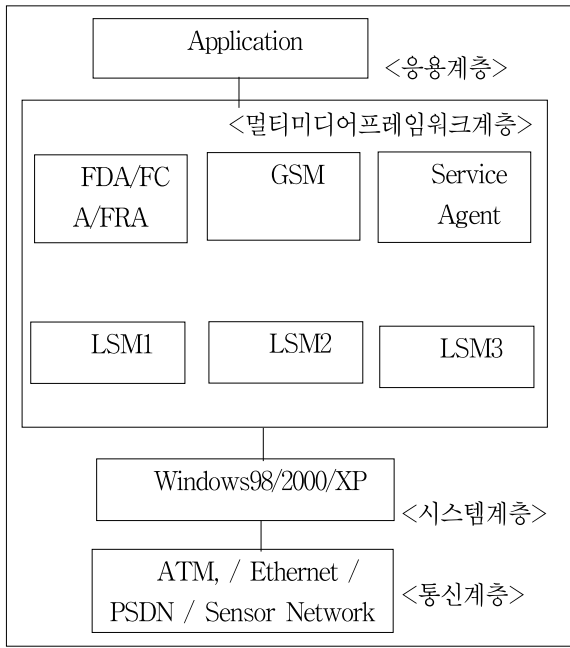 Application
<응용계층>
<멀티미디어프레임워크계층>
FDA/FC
A/FRA
GSM
Service
Agent
LSM1
LSM2
LSM3
Windows98/2000/XP
<시스템계층>
ATM, / Ethernet /
PSDN / Sensor Network
<통신계층>